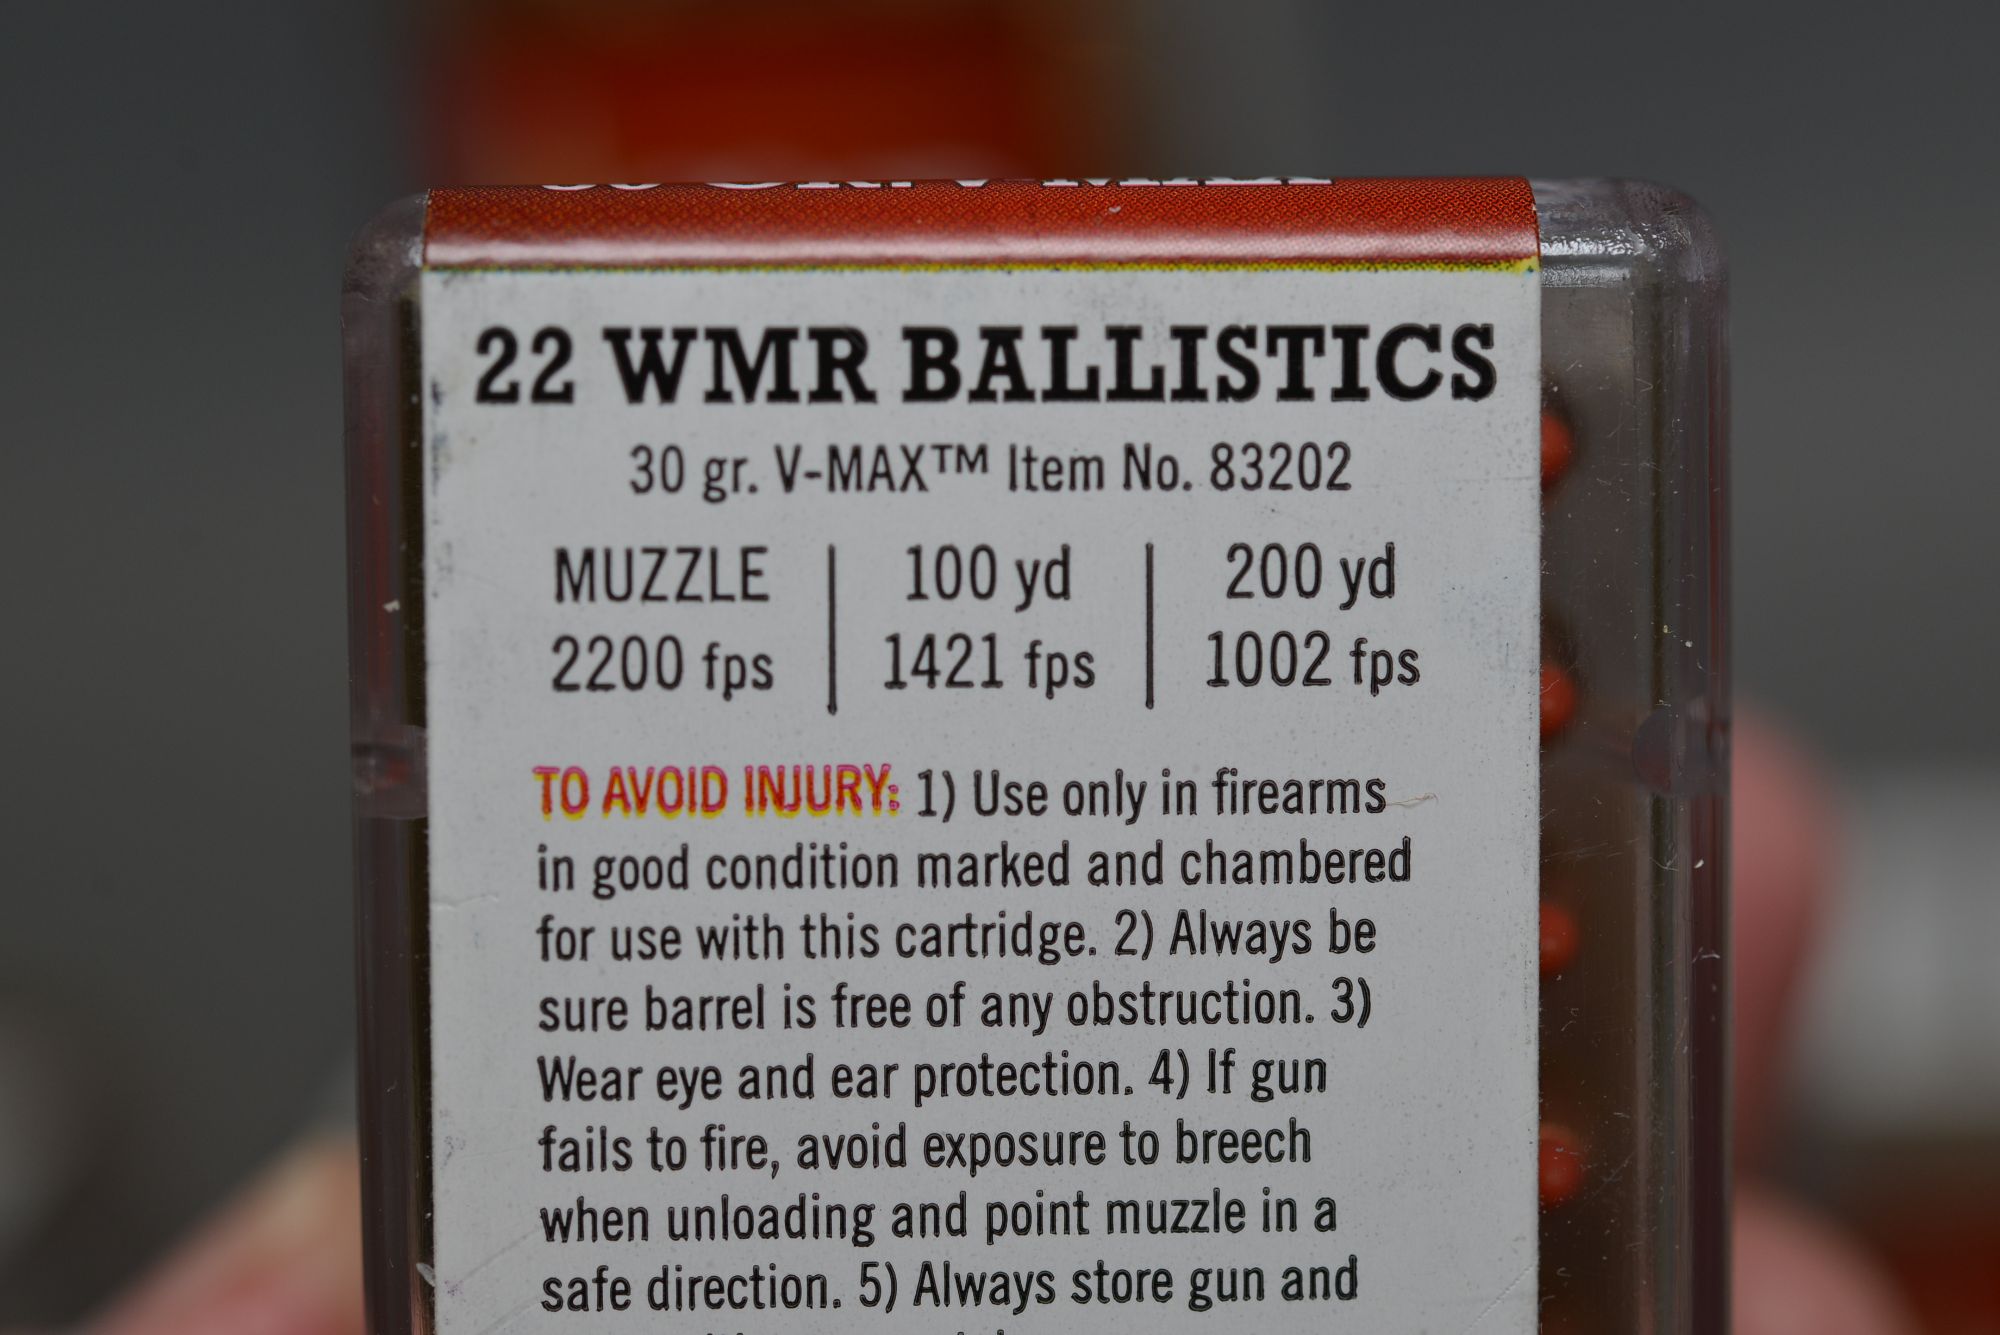 22 WMR BALLISTICS
30 gr. V-MAX™ Item No. 83202
MUZZLE 100 yd 200 yd
2200 fps 1421 fps 1002 fps
TO AVOID INJURY: 1) Use only in firearms
in good condition marked and chambered
for use with this cartridge. 2) Always be
sure barrel is free of any obstruction. 3)
Wear eye and ear protection. 4) If gun
fails to fire, avoid exposure to breech
when unloading and point muzzle in a
safe direction. 5) Always store gun and